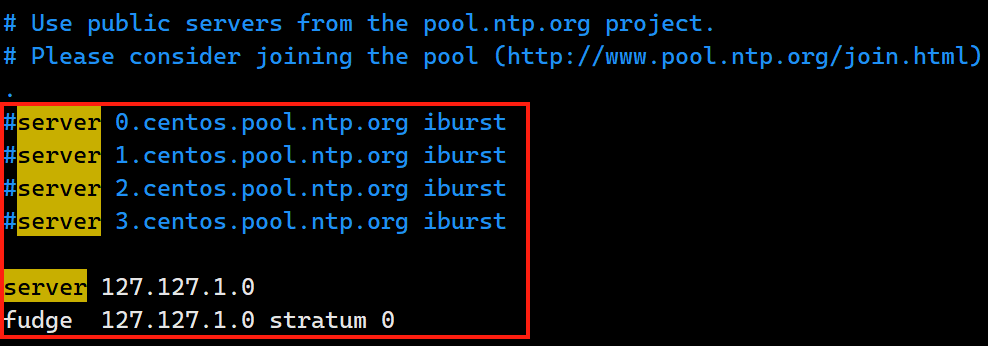 # Use public servers from the pool.ntp.org project.
# Please consider joining the pool (http://www.pool.ntp.org/join.html)
.
#server 0.centos.pool.ntp.org iburst
#server 1.centos.pool.ntp.org iburst
#server 2.centos.pool.ntp.org iburst
#server 3.centos.pool.ntp.org iburst
server 127.127.1.0
fudge  127.127.1.0 stratum 0